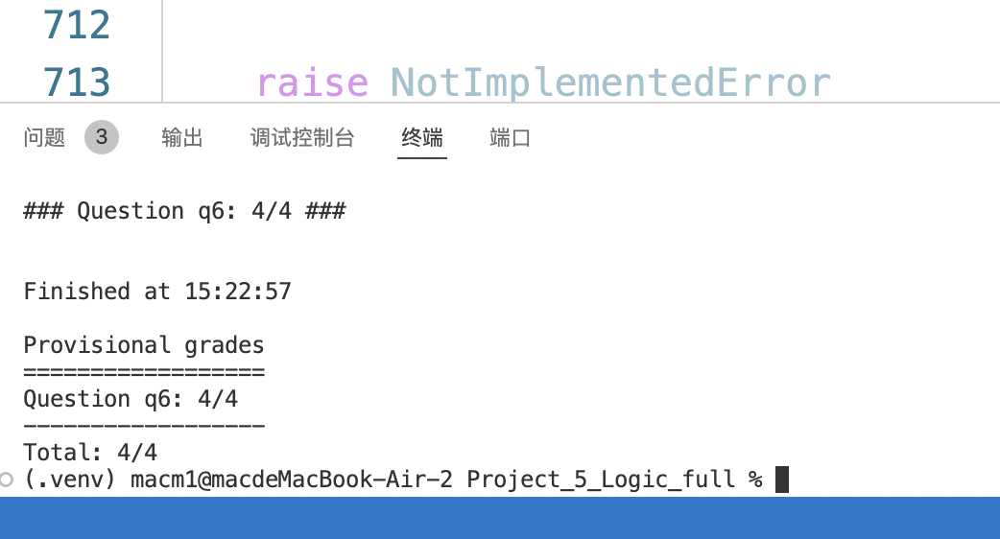 712
713 raise NotImplementedError
问题 3 输出 调试控制台 终端 端口
### Question q6: 4/4 ###
Finished at 15:22:57
Provisional grades
==================
Question q6: 4/4
------------------
Total: 4/4
(.venv) macm1@macdeMacBook-Air-2 Project_5_Logic_full %